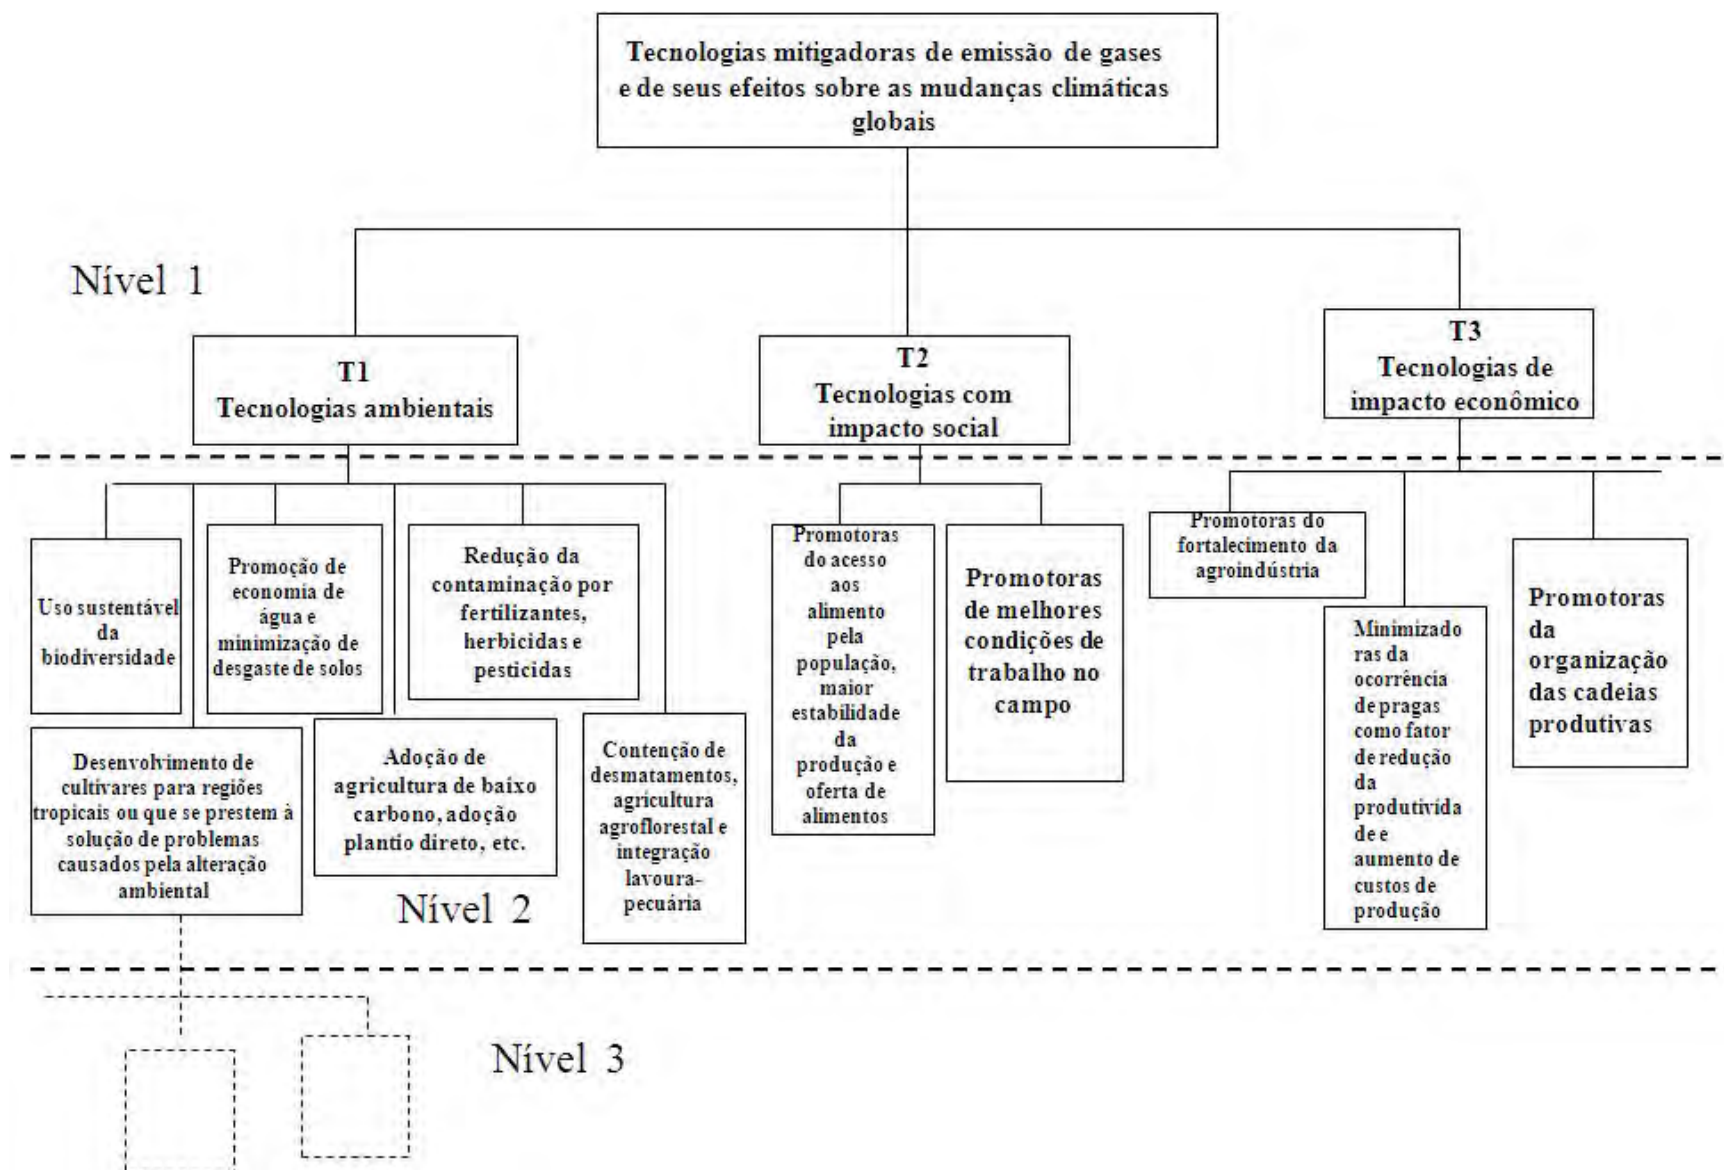 Tecnologias mitigadoras de emissão de gases
e de seus efeitos sobre as mudanças climáticas
globais
Nível 1
T1
Tecnologias ambientais
T2
Tecnologias com
impacto social
T3
Tecnologias de
impacto econômico
Uso sustentável
da
biodiversidade
Promoção de
economia de
água e
minimização de
desgaste de solos
Redução da
contaminação por
fertilizantes,
herbicidas e
pesticidas
Promotoras
do acesso
aos
alimento
pela
população,
maior
estabilidade
da
produção e
oferta de
alimentos
Promotoras
de melhores
condições de
trabalho no
campo
Promotoras do
fortalecimento da
agroindústria
Minimizado
ras da
ocorrência
de pragas
como fator
de redução
da
produtivida
de e
aumento de
custos de
produção
Promotoras
da
organização
das cadeias
produtivas
Desenvolvimento de
cultivares para regiões
tropicais ou que se prestem à
solução de problemas
causados pela alteração
ambiental
Adoção de
agricultura de baixo
carbono, adoção
plantio direto, etc.
Contenção de
desmatamentos,
agricultura
agroflorestal e
integração
lavoura-
pecuária
Nível 2
Nível 3